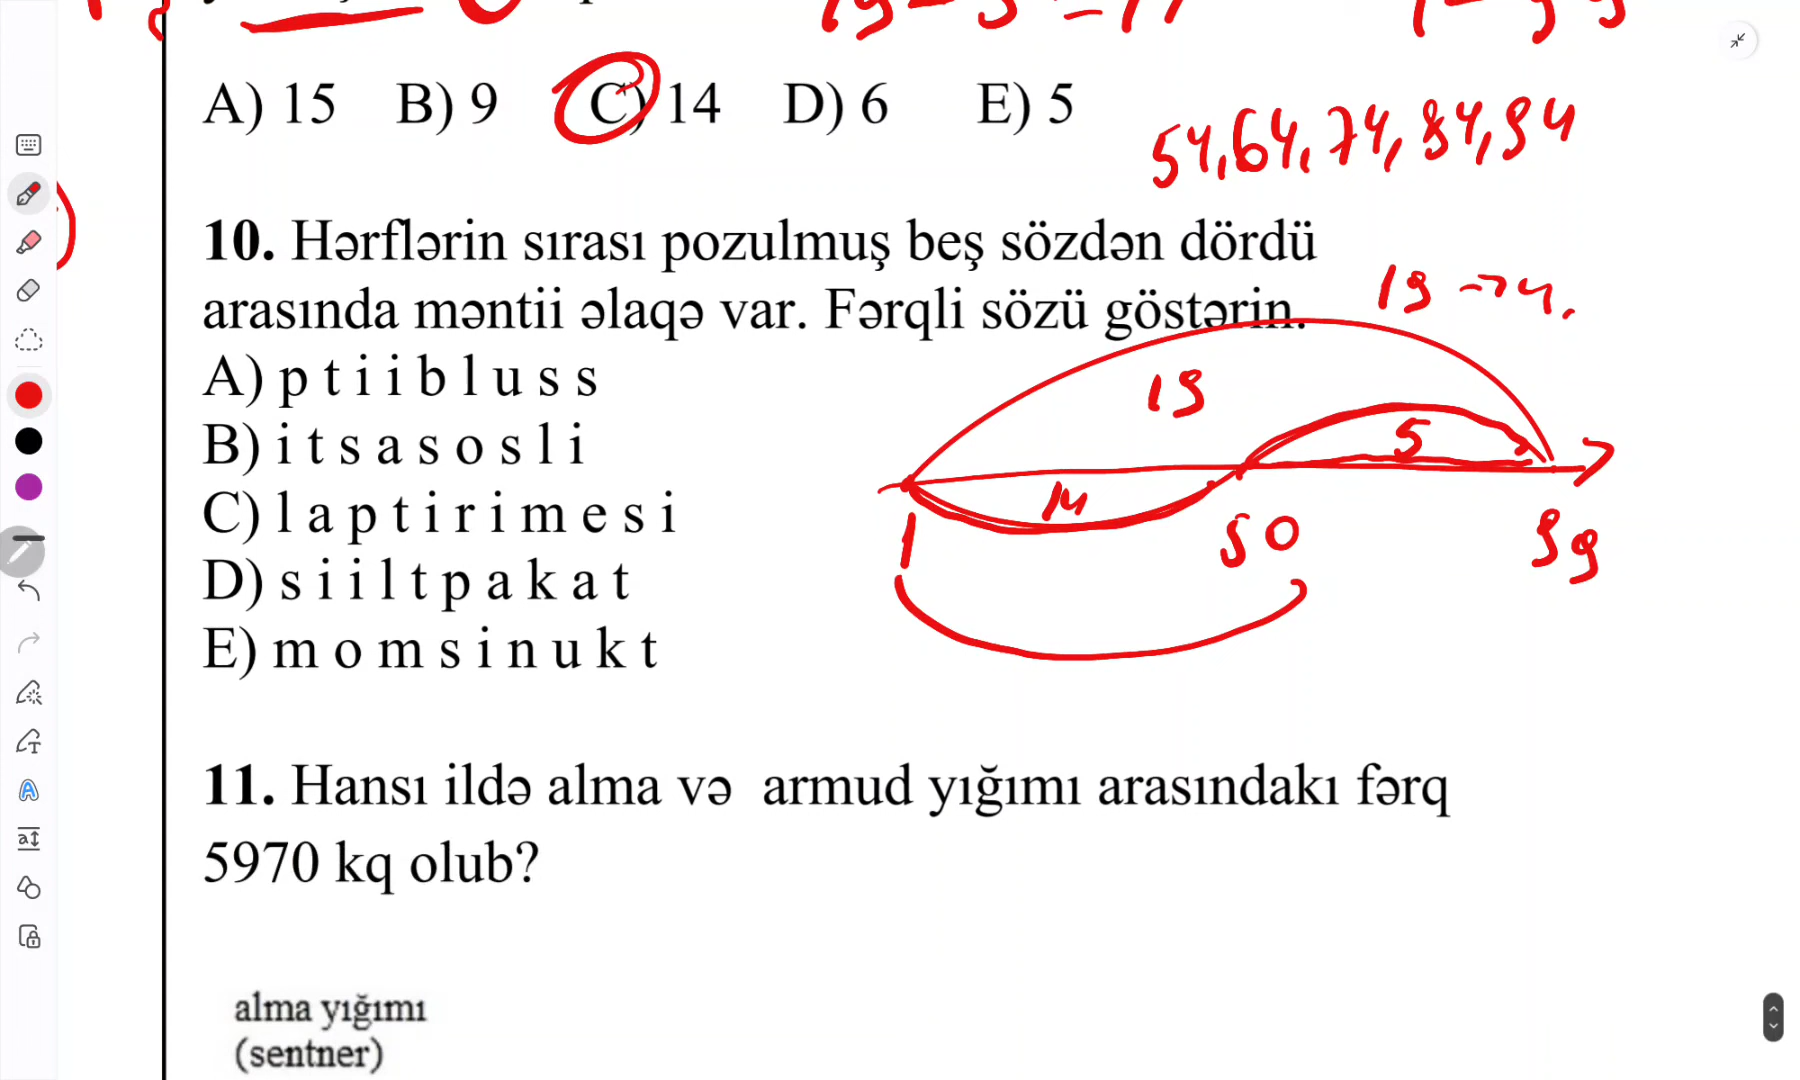 A) 15 B) 9 C) 14 D) 6 E) 5
54, 64, 74, 84, 94
10. Hərflərin sırası pozulmuş beş sözdən dördü
arasında məntii əlaqə var. Fərqli sözü göstərin.
19 → 4.
A) p t i i b l u s s
B) i t s a s o s l i
C) l a p t i r i m e s i
D) s i i l t p a k a t
E) m o m s i n u k t
19
5
14
1 50 99
11. Hansı ildə alma və armud yığımı arasındakı fərq
5970 kq olub?
alma yığımı
(sentner)